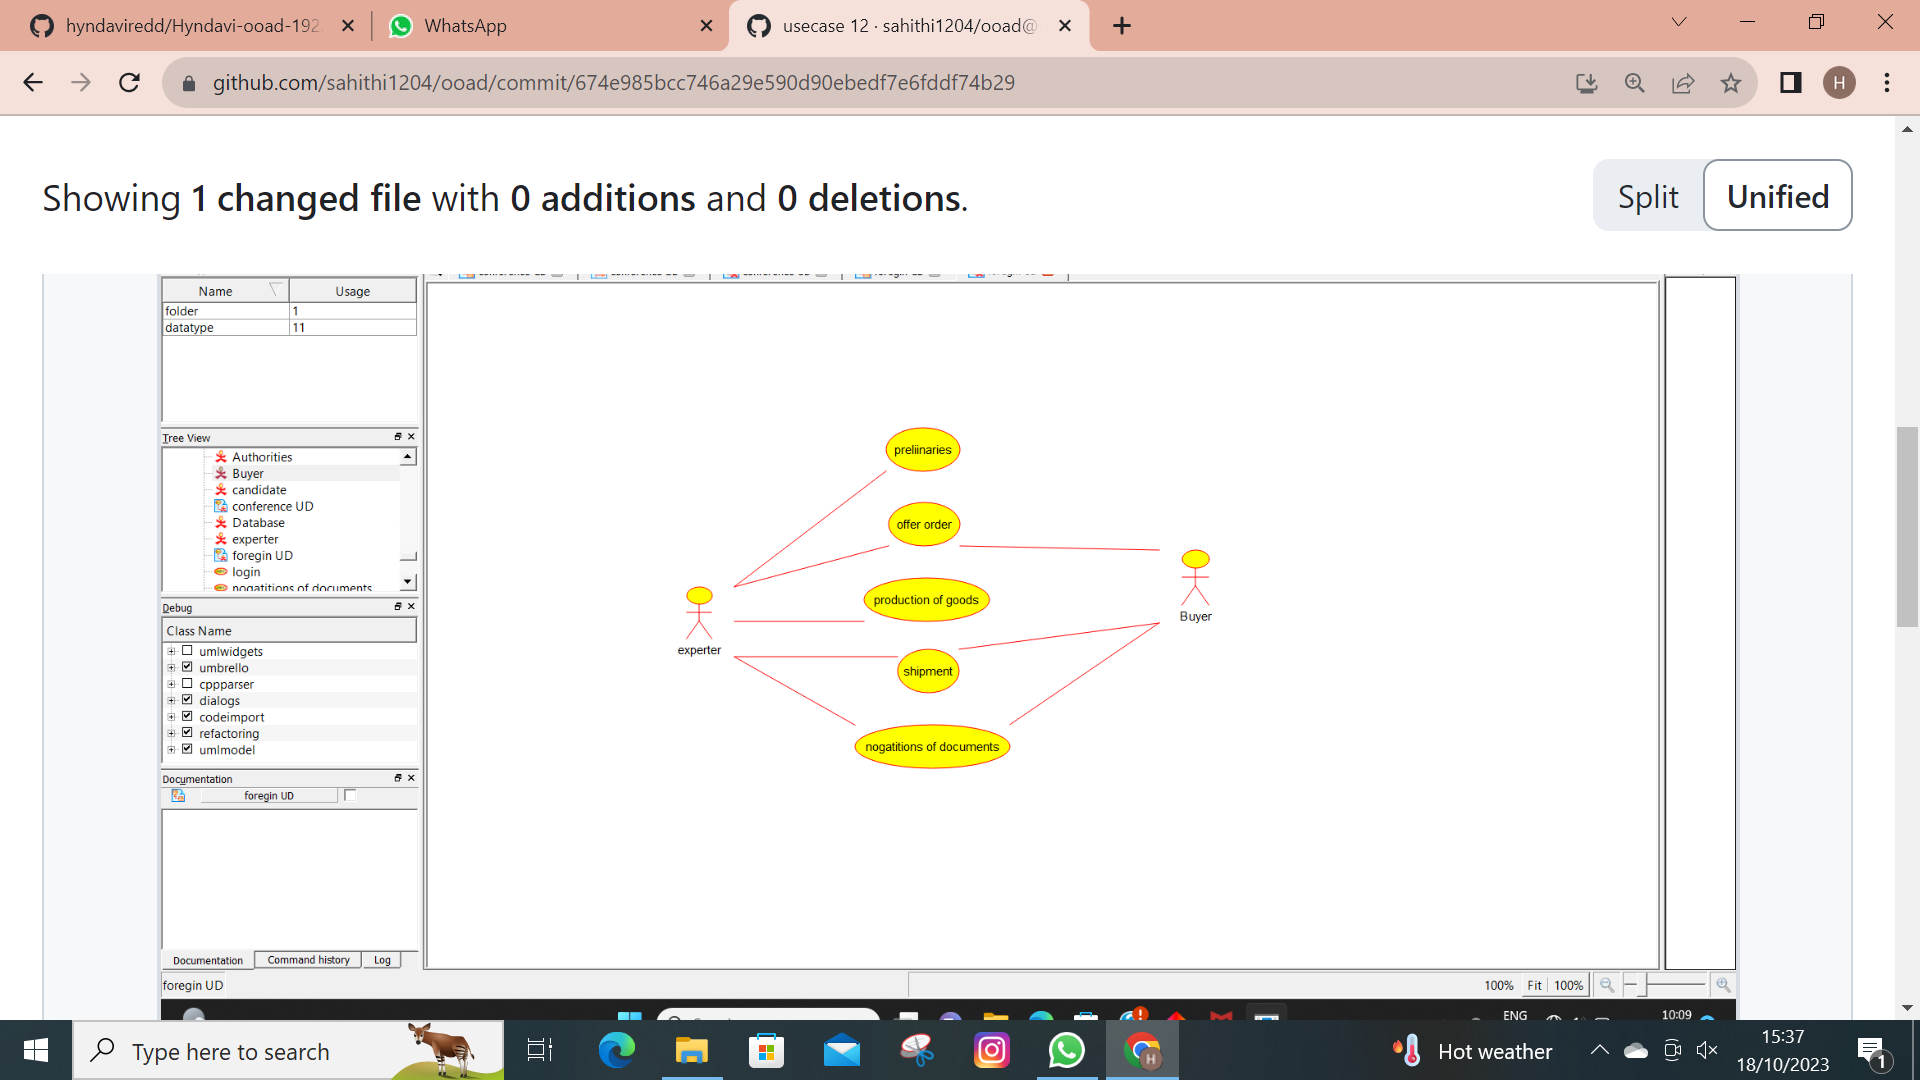 hyndaviredd/Hyndavi-ooad-192
WhatsApp
usecase 12 · sahithi1204/ooad@
github.com/sahithi1204/ooad/commit/674e985bcc746a29e590d90ebedf7e6fddf74b29
H
Showing 1 changed file with 0 additions and 0 deletions.
Split
Unified
Name
Usage
folder
1
datatype
11
Tree View
Authorities
Buyer
candidate
conference UD
Database
experter
foregin UD
login
nogatitions of documents
Debug
Class Name
umlwidgets
umbrello
cppparser
dialogs
codeimport
refactoring
umlmodel
Documentation
foregin UD
Documentation
Command history
Log
foregin UD
preliinaries
offer order
production of goods
shipment
nogatitions of documents
experter
Buyer
100%
Fit
100%
ENG
10:09
Type here to search
H
Hot weather
15:37
18/10/2023
1